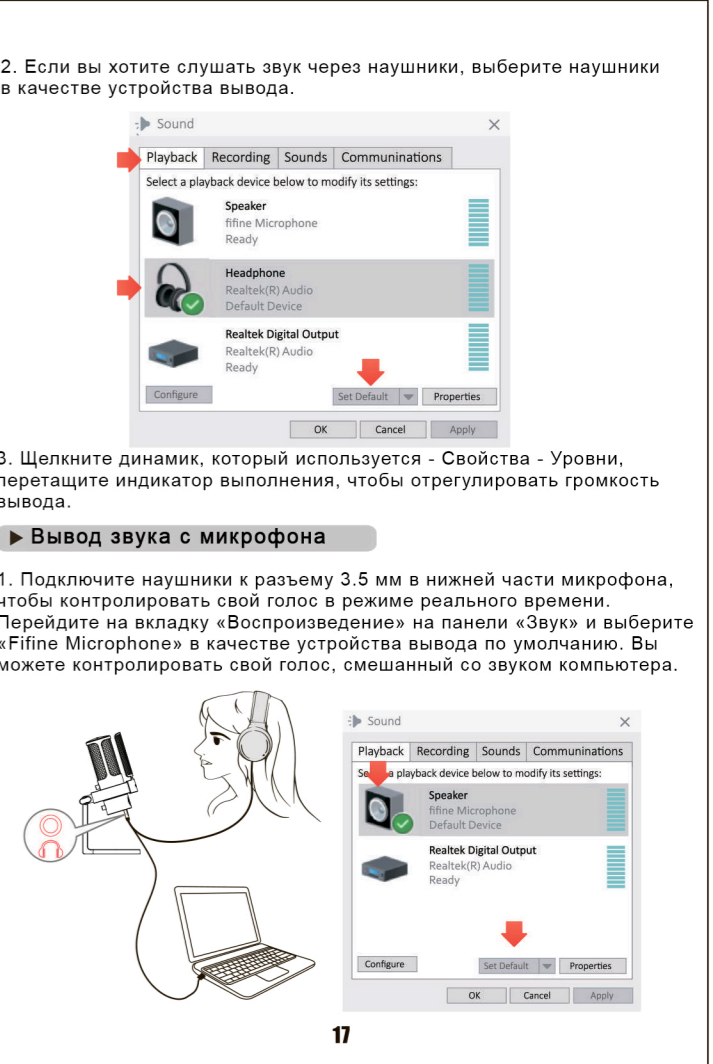 2. Если вы хотите слушать звук через наушники, выберите наушники
в качестве устройства вывода.
Sound
Playback Recording Sounds Communinations
Select a playback device below to modify its settings:
Speaker
fifine Microphone
Ready
Headphone
Realtek(R) Audio
Default Device
Realtek Digital Output
Realtek(R) Audio
Ready
Configure Set Default Properties
OK Cancel Apply
3. Щелкните динамик, который используется - Свойства - Уровни,
перетащите индикатор выполнения, чтобы отрегулировать громкость
вывода.
Вывод звука с микрофона
1. Подключите наушники к разъему 3.5 мм в нижней части микрофона,
чтобы контролировать свой голос в режиме реального времени.
Перейдите на вкладку «Воспроизведение» на панели «Звук» и выберите
«Fifine Microphone» в качестве устройства вывода по умолчанию. Вы
можете контролировать свой голос, смешанный со звуком компьютера.
Sound
Playback Recording Sounds Communinations
Select a playback device below to modify its settings:
Speaker
fifine Microphone
Default Device
Realtek Digital Output
Realtek(R) Audio
Ready
Configure Set Default Properties
OK Cancel Apply
17